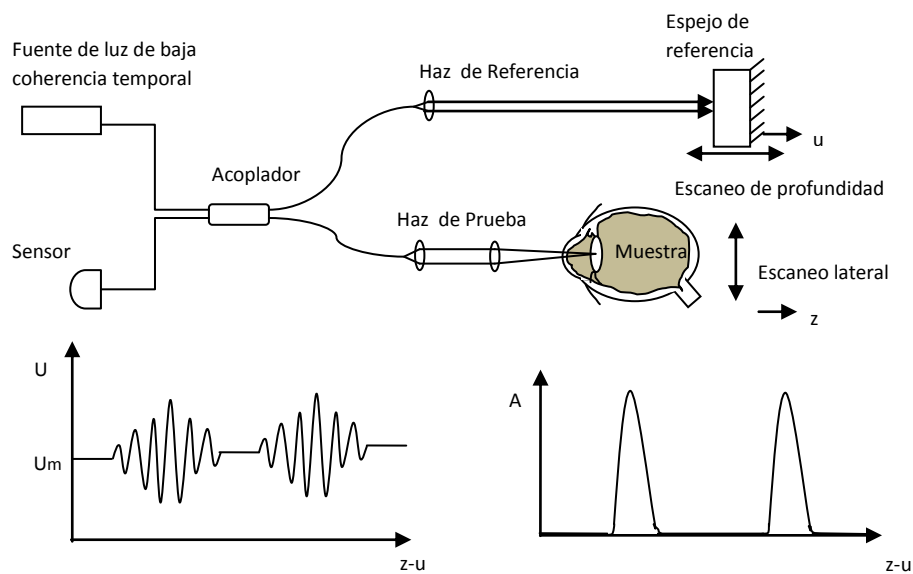 Fuente de luz de baja
coherencia temporal
Haz de Referencia
Espejo de
referencia
u
Acoplador
Escaneo de profundidad
Haz de Prueba
Sensor
Muestra
Escaneo lateral
z
U
Um
z-u
A
z-u